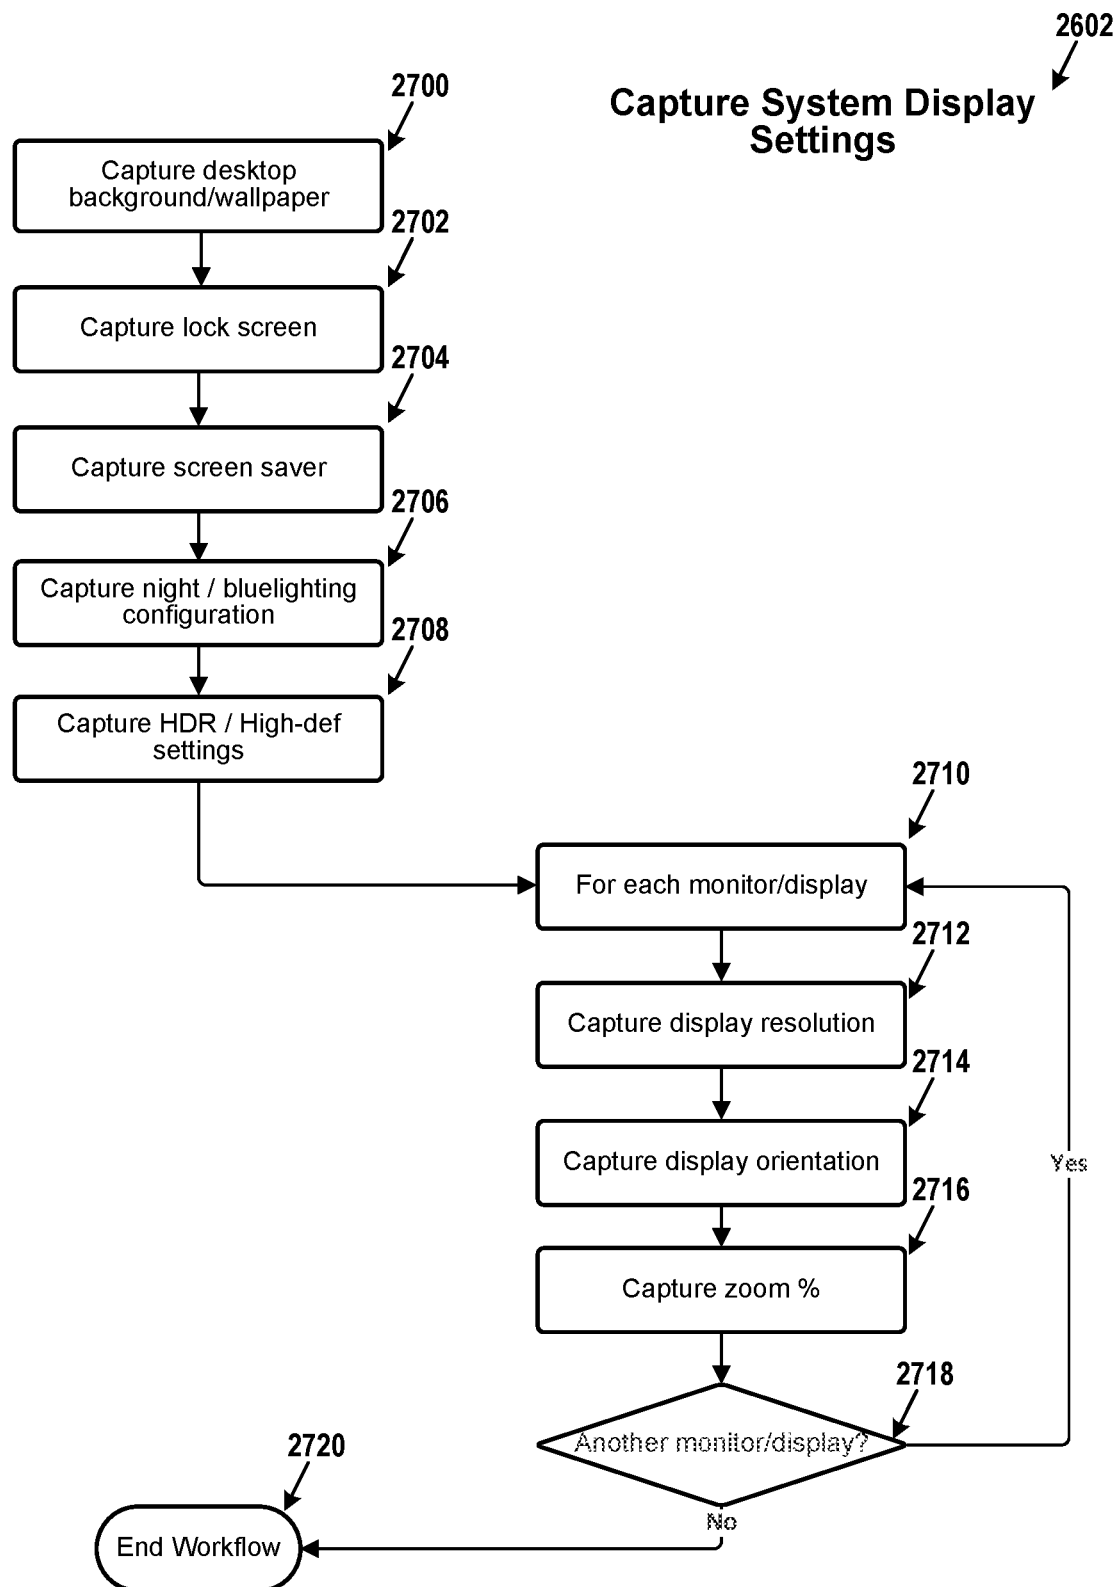 2602
Capture System Display
Settings
2700
Capture desktop
background/wallpaper
2702
Capture lock screen
2704
Capture screen saver
2706
Capture night / bluelighting
configuration
2708
Capture HDR / High-def
settings
2710
For each monitor/display
2712
Capture display resolution
2714
Capture display orientation
Yes
2716
Capture zoom %
2718
Another monitor/display?
No
2720
End Workflow